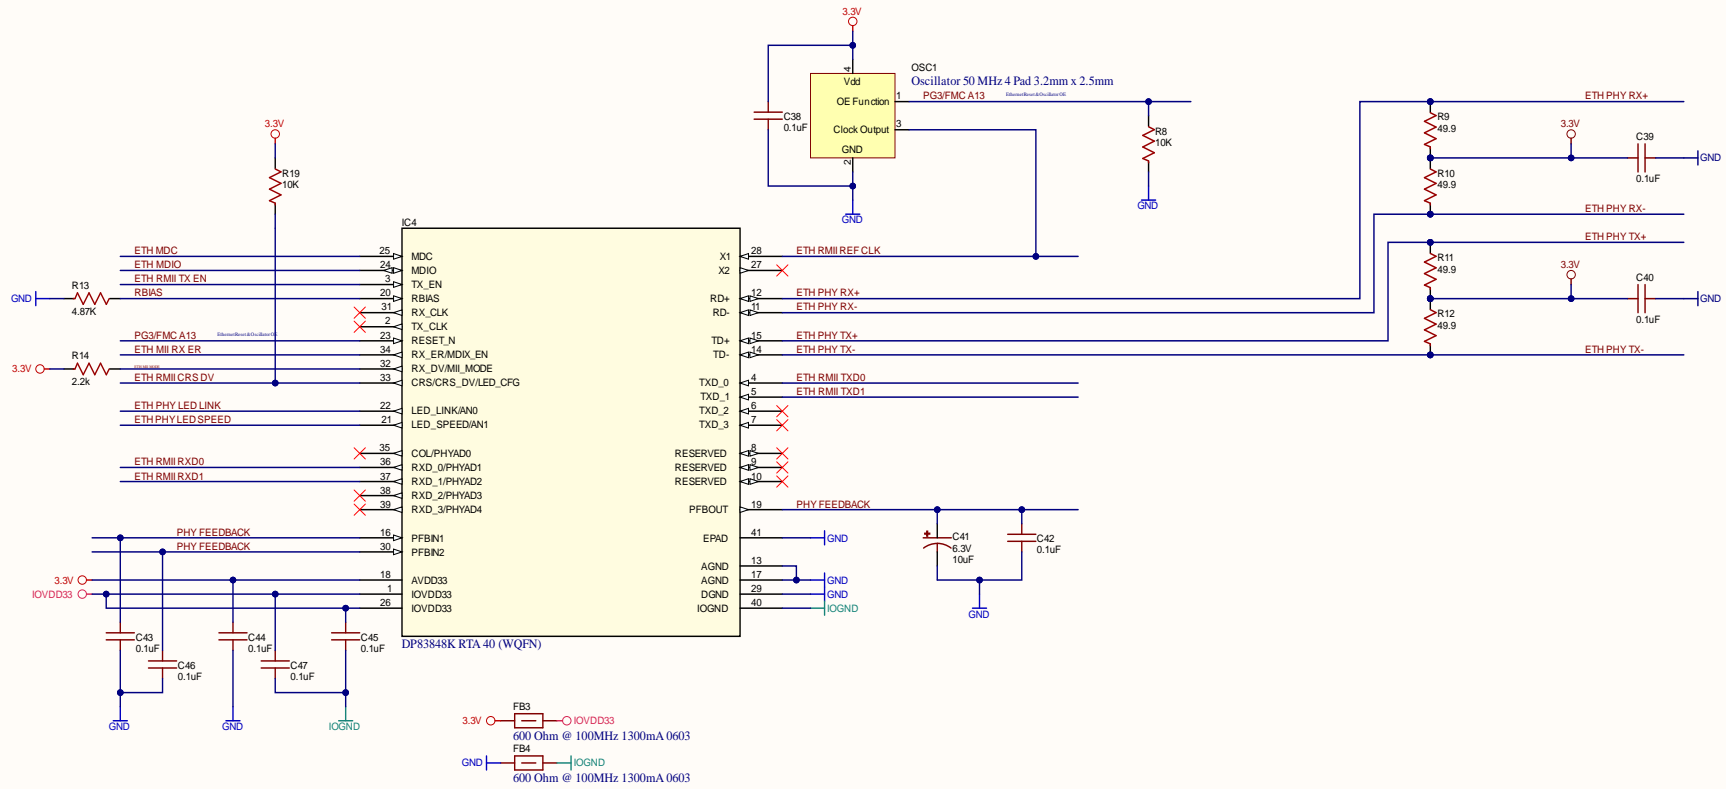 3.3V
OSC1
Oscillator 50 MHz 4 Pad 3.2mm x 2.5mm
4
Vdd
OE Function
1
PG3/FMC A13
EthernetReset&Oscillator OE
Clock Output
3
GND
2
C38
0.1uF
GND
R8
10K
GND
3.3V
R19
10K
ETH PHY RX+
R9
49.9
3.3V
C39
0.1uF
GND
R10
49.9
ETH PHY RX-
ETH PHY TX+
R11
49.9
3.3V
C40
0.1uF
GND
R12
49.9
ETH PHY TX-
IC4
ETH MDC 25 MDC
ETH MDIO 24 MDIO
ETH RMII TX EN 3 TX_EN
GND R13 4.87K RBIAS 20 RBIAS
31 RX_CLK
2 TX_CLK
PG3/FMC A13 EthernetReset&Oscillator OE 23 RESET_N
ETH MII RX ER 34 RX_ER/MDIX_EN
3.3V R14 2.2k 32 RX_DV/MII_MODE
ETH RMII CRS DV 33 CRS/CRS_DV/LED_CFG
ETH PHY LED LINK 22 LED_LINK/AN0
ETH PHY LED SPEED 21 LED_SPEED/AN1
35 COL/PHYAD0
ETH RMII RXD0 36 RXD_0/PHYAD1
ETH RMII RXD1 37 RXD_1/PHYAD2
38 RXD_2/PHYAD3
39 RXD_3/PHYAD4
PHY FEEDBACK 16 PFBIN1
PHY FEEDBACK 30 PFBIN2
3.3V 18 AVDD33
IOVDD33 1 IOVDD33
26 IOVDD33
X1 28 ETH RMII REF CLK
X2 27
RD+ 12 ETH PHY RX+
RD- 11 ETH PHY RX-
TD+ 15 ETH PHY TX+
TD- 14 ETH PHY TX-
TXD_0 4 ETH RMII TXD0
TXD_1 5 ETH RMII TXD1
TXD_2 6
TXD_3 7
RESERVED 8
RESERVED 9
RESERVED 10
PFBOUT 19 PHY FEEDBACK
EPAD 41 GND
AGND 13
AGND 17 GND
DGND 29 GND
IOGND 40 IOGND
C41
6.3V
10uF
C42
0.1uF
GND
DP83848K RTA 40 (WQFN)
C43
0.1uF
C44
0.1uF
C45
0.1uF
C46
0.1uF
C47
0.1uF
GND
GND
IOGND
FB3
3.3V IOVDD33
600 Ohm @ 100MHz 1300mA 0603
FB4
GND IOGND
600 Ohm @ 100MHz 1300mA 0603